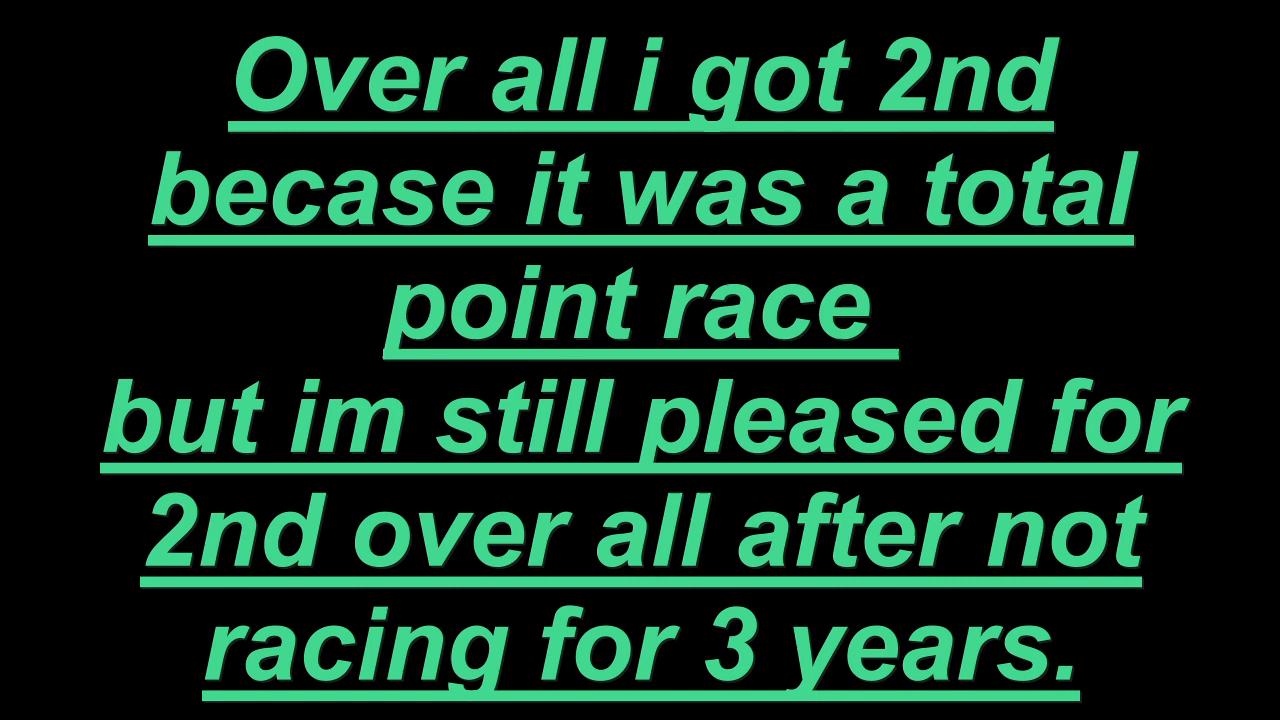 Over all i got 2nd
becase it was a total
point race
but im still pleased for
2nd over all after not
racing for 3 years.